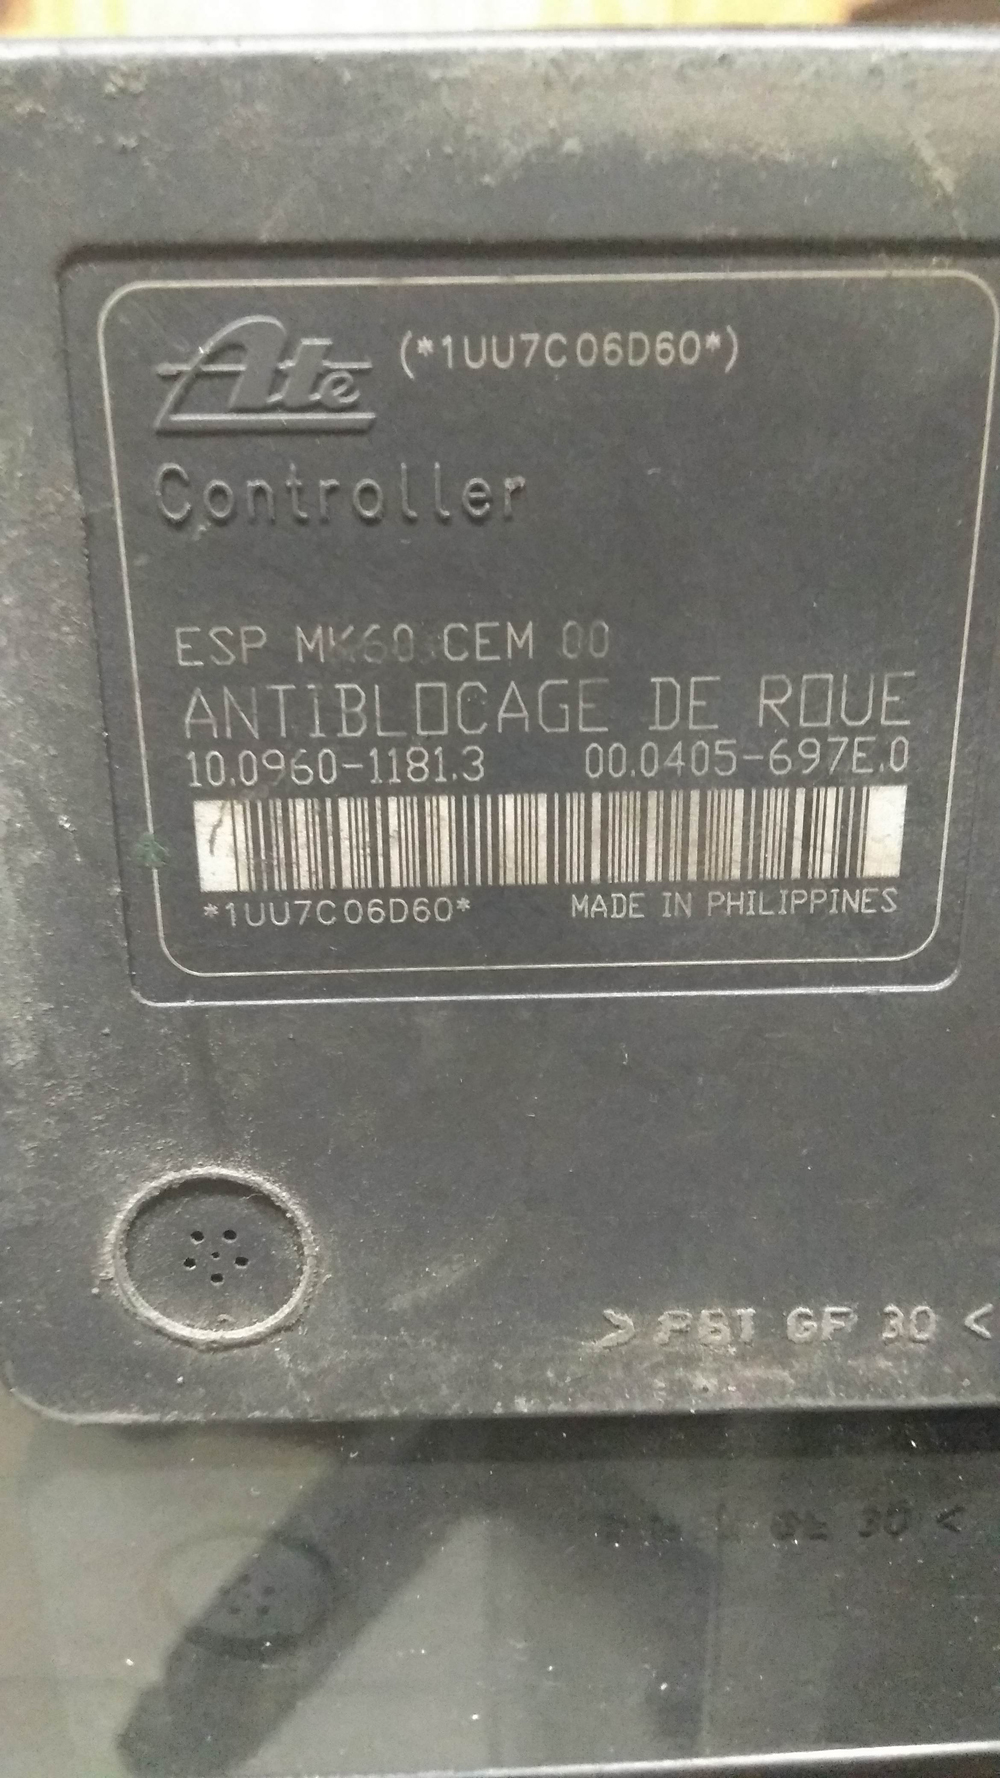 Ate (*1UU7C06D60*)
Controller
ESP MK60 CEM 00
ANTIBLOCAGE DE ROUE
10.0960-1181.3 00.0405-697E.0
*1UU7C06D60* MADE IN PHILIPPINES
> PBT GF 30 <
30 <